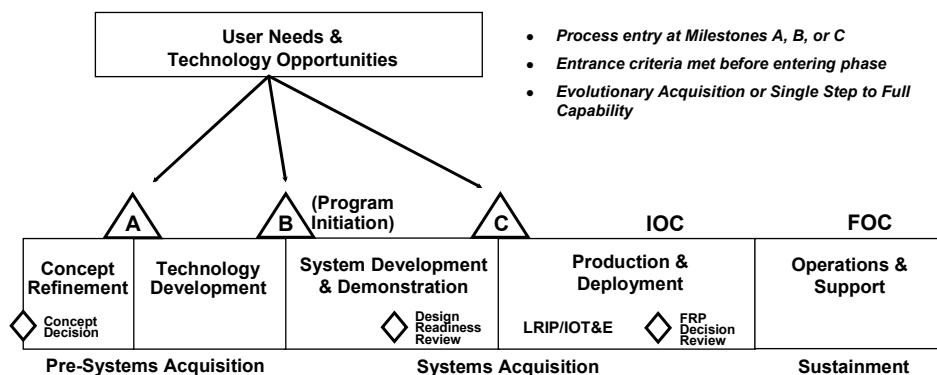 User Needs &
Technology Opportunities
• Process entry at Milestones A, B, or C
• Entrance criteria met before entering phase
• Evolutionary Acquisition or Single Step to Full
Capability
A
B
(Program
Initiation)
C
IOC
FOC
Concept
Refinement
Technology
Development
System Development
& Demonstration
Production &
Deployment
Operations &
Support
Concept
Decision
Design
Readiness
Review
LRIP/IOT&E
FRP
Decision
Review
Pre-Systems Acquisition
Systems Acquisition
Sustainment